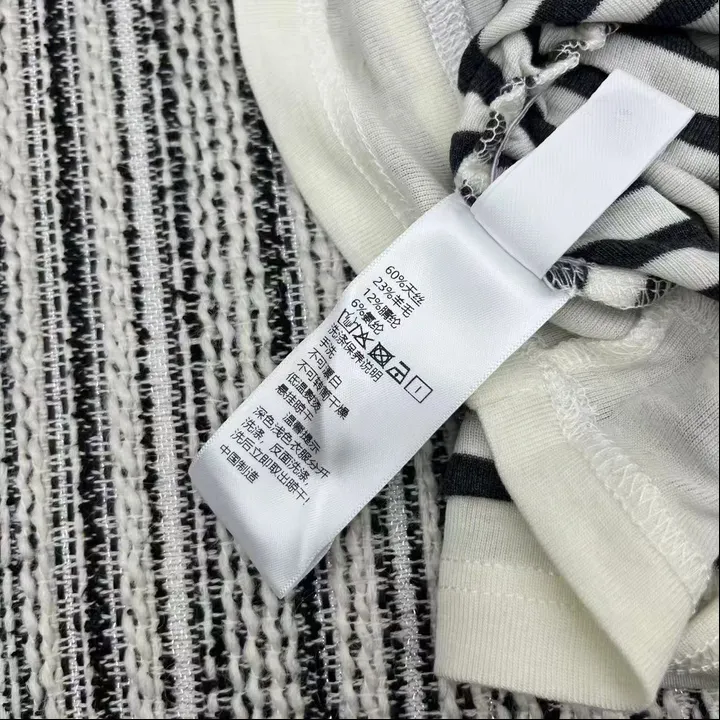 60%天丝
23%羊毛
12%腈纶
6%氨纶
洗涤保养说明
手洗
不可漂白
不可转筒干燥
低温熨烫
悬挂晾干
温馨提示
深色浅色衣服分开
洗涤，反面洗涤，
洗后立即取出晾干！
中国制造